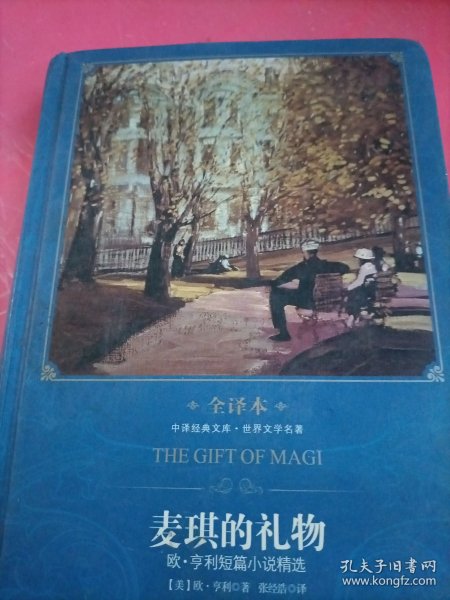 全译本
中译经典文库·世界文学名著
THE GIFT OF MAGI
麦琪的礼物
欧·亨利短篇小说精选
【美】欧·亨利◎著 张经浩◎译
孔夫子旧书网
www.kongfz.com